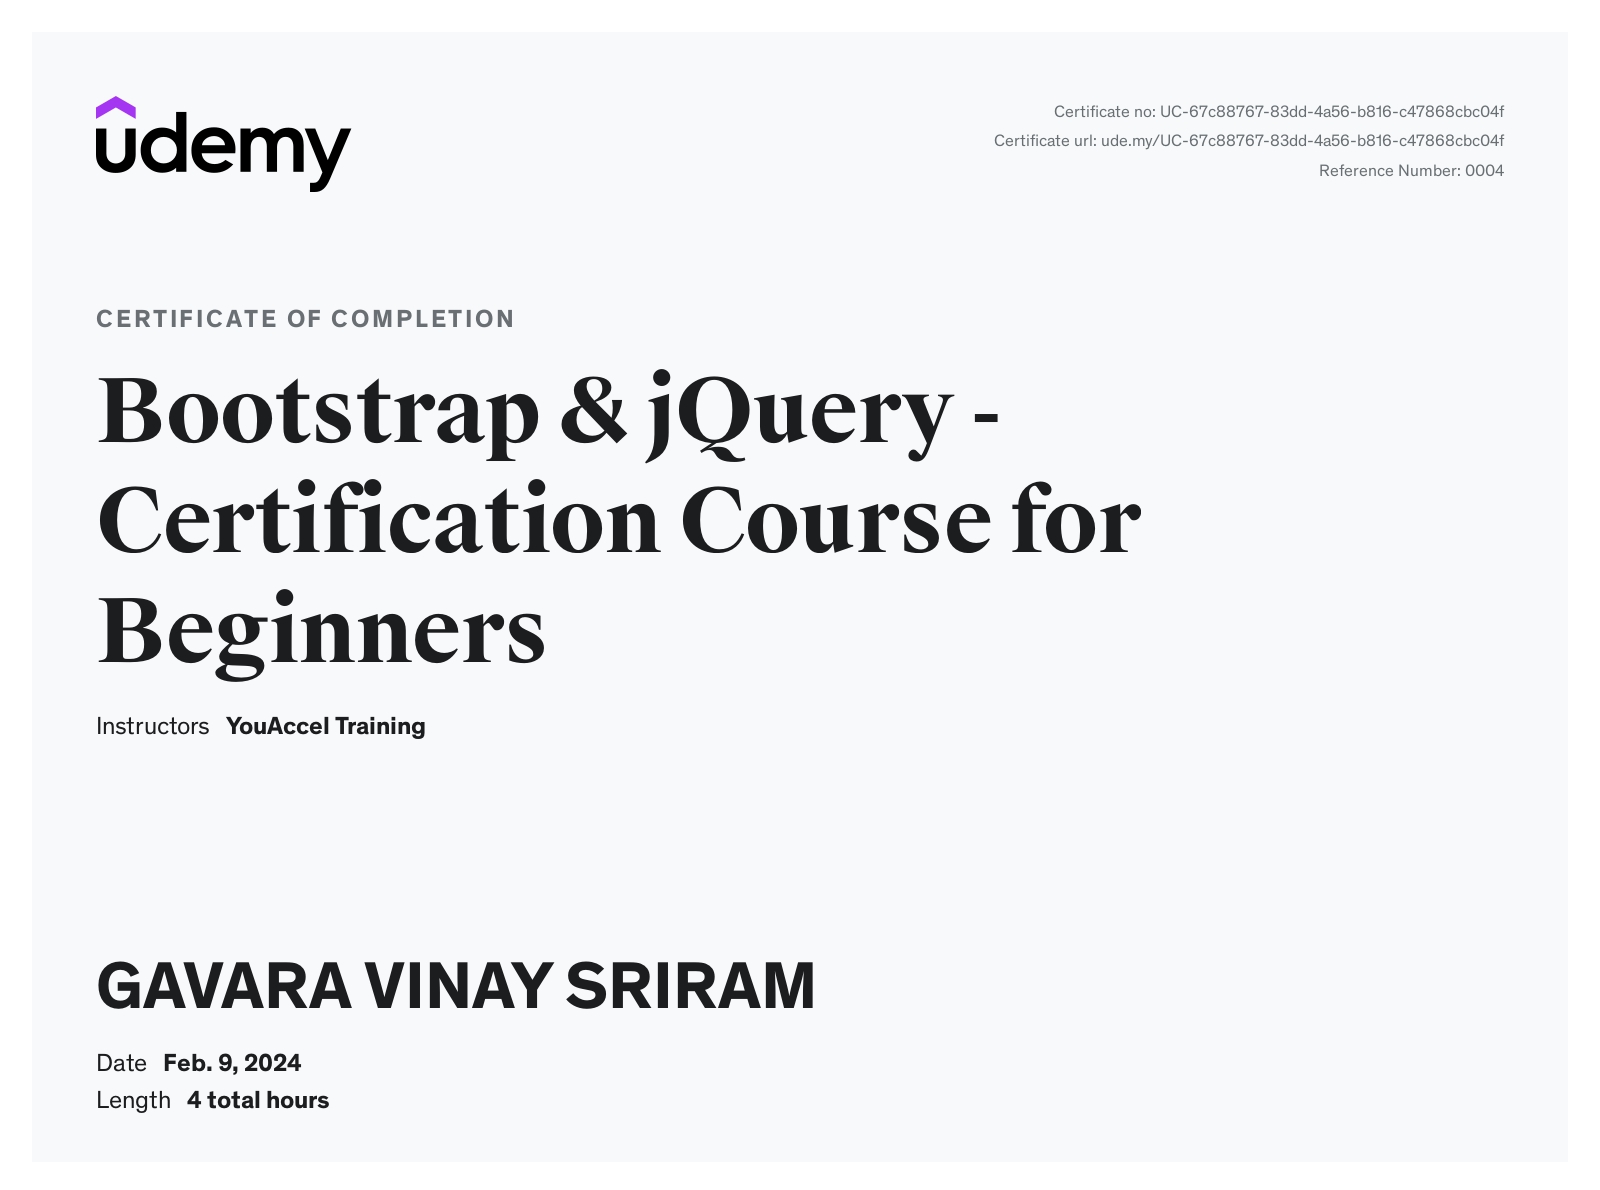 udemy
Certificate no: UC-67c88767-83dd-4a56-b816-c47868cbc04f
Certificate url: ude.my/UC-67c88767-83dd-4a56-b816-c47868cbc04f
Reference Number: 0004
CERTIFICATE OF COMPLETION
Bootstrap & jQuery -
Certification Course for
Beginners
Instructors YouAccel Training
GAVARA VINAY SRIRAM
Date Feb. 9, 2024
Length 4 total hours